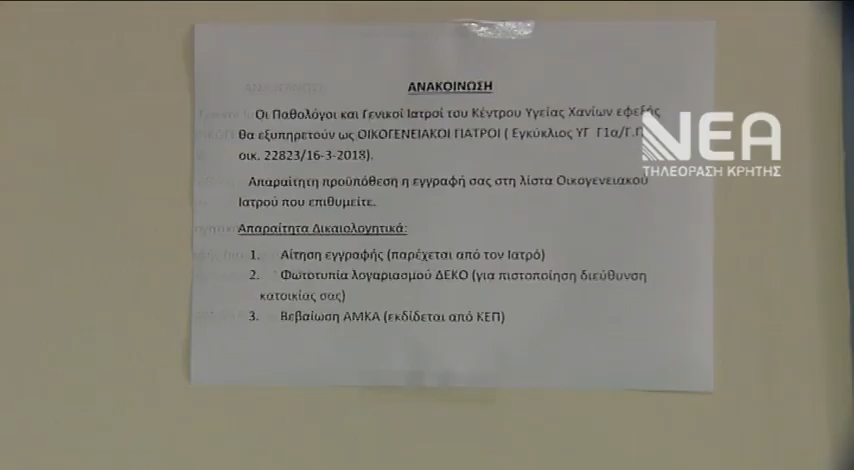 ΑΝΑΚΟΙΝΩΣΗ
Οι Παθολόγοι και Γενικοί Ιατροί του Κέντρου Υγείας Χανίων εφεξής
θα εξυπηρετούν ως ΟΙΚΟΓΕΝΕΙΑΚΟΙ ΓΙΑΤΡΟΙ ( Εγκύκλιος ΥΓ Γ1α/Γ.Π
οικ. 22823/16-3-2018).
Απαραίτητη προϋπόθεση η εγγραφή σας στη λίστα Οικογενειακού
Ιατρού που επιθυμείτε.
Απαραίτητα Δικαιολογητικά:
1. Αίτηση εγγραφής (παρέχεται από τον Ιατρό)
2. Φωτοτυπία λογαριασμού ΔΕΚΟ (για πιστοποίηση διεύθυνση
κατοικίας σας)
3. Βεβαίωση ΑΜΚΑ (εκδίδεται από ΚΕΠ)
ΝΕΑ
ΤΗΛΕΟΡΑΣΗ ΚΡΗΤΗΣ